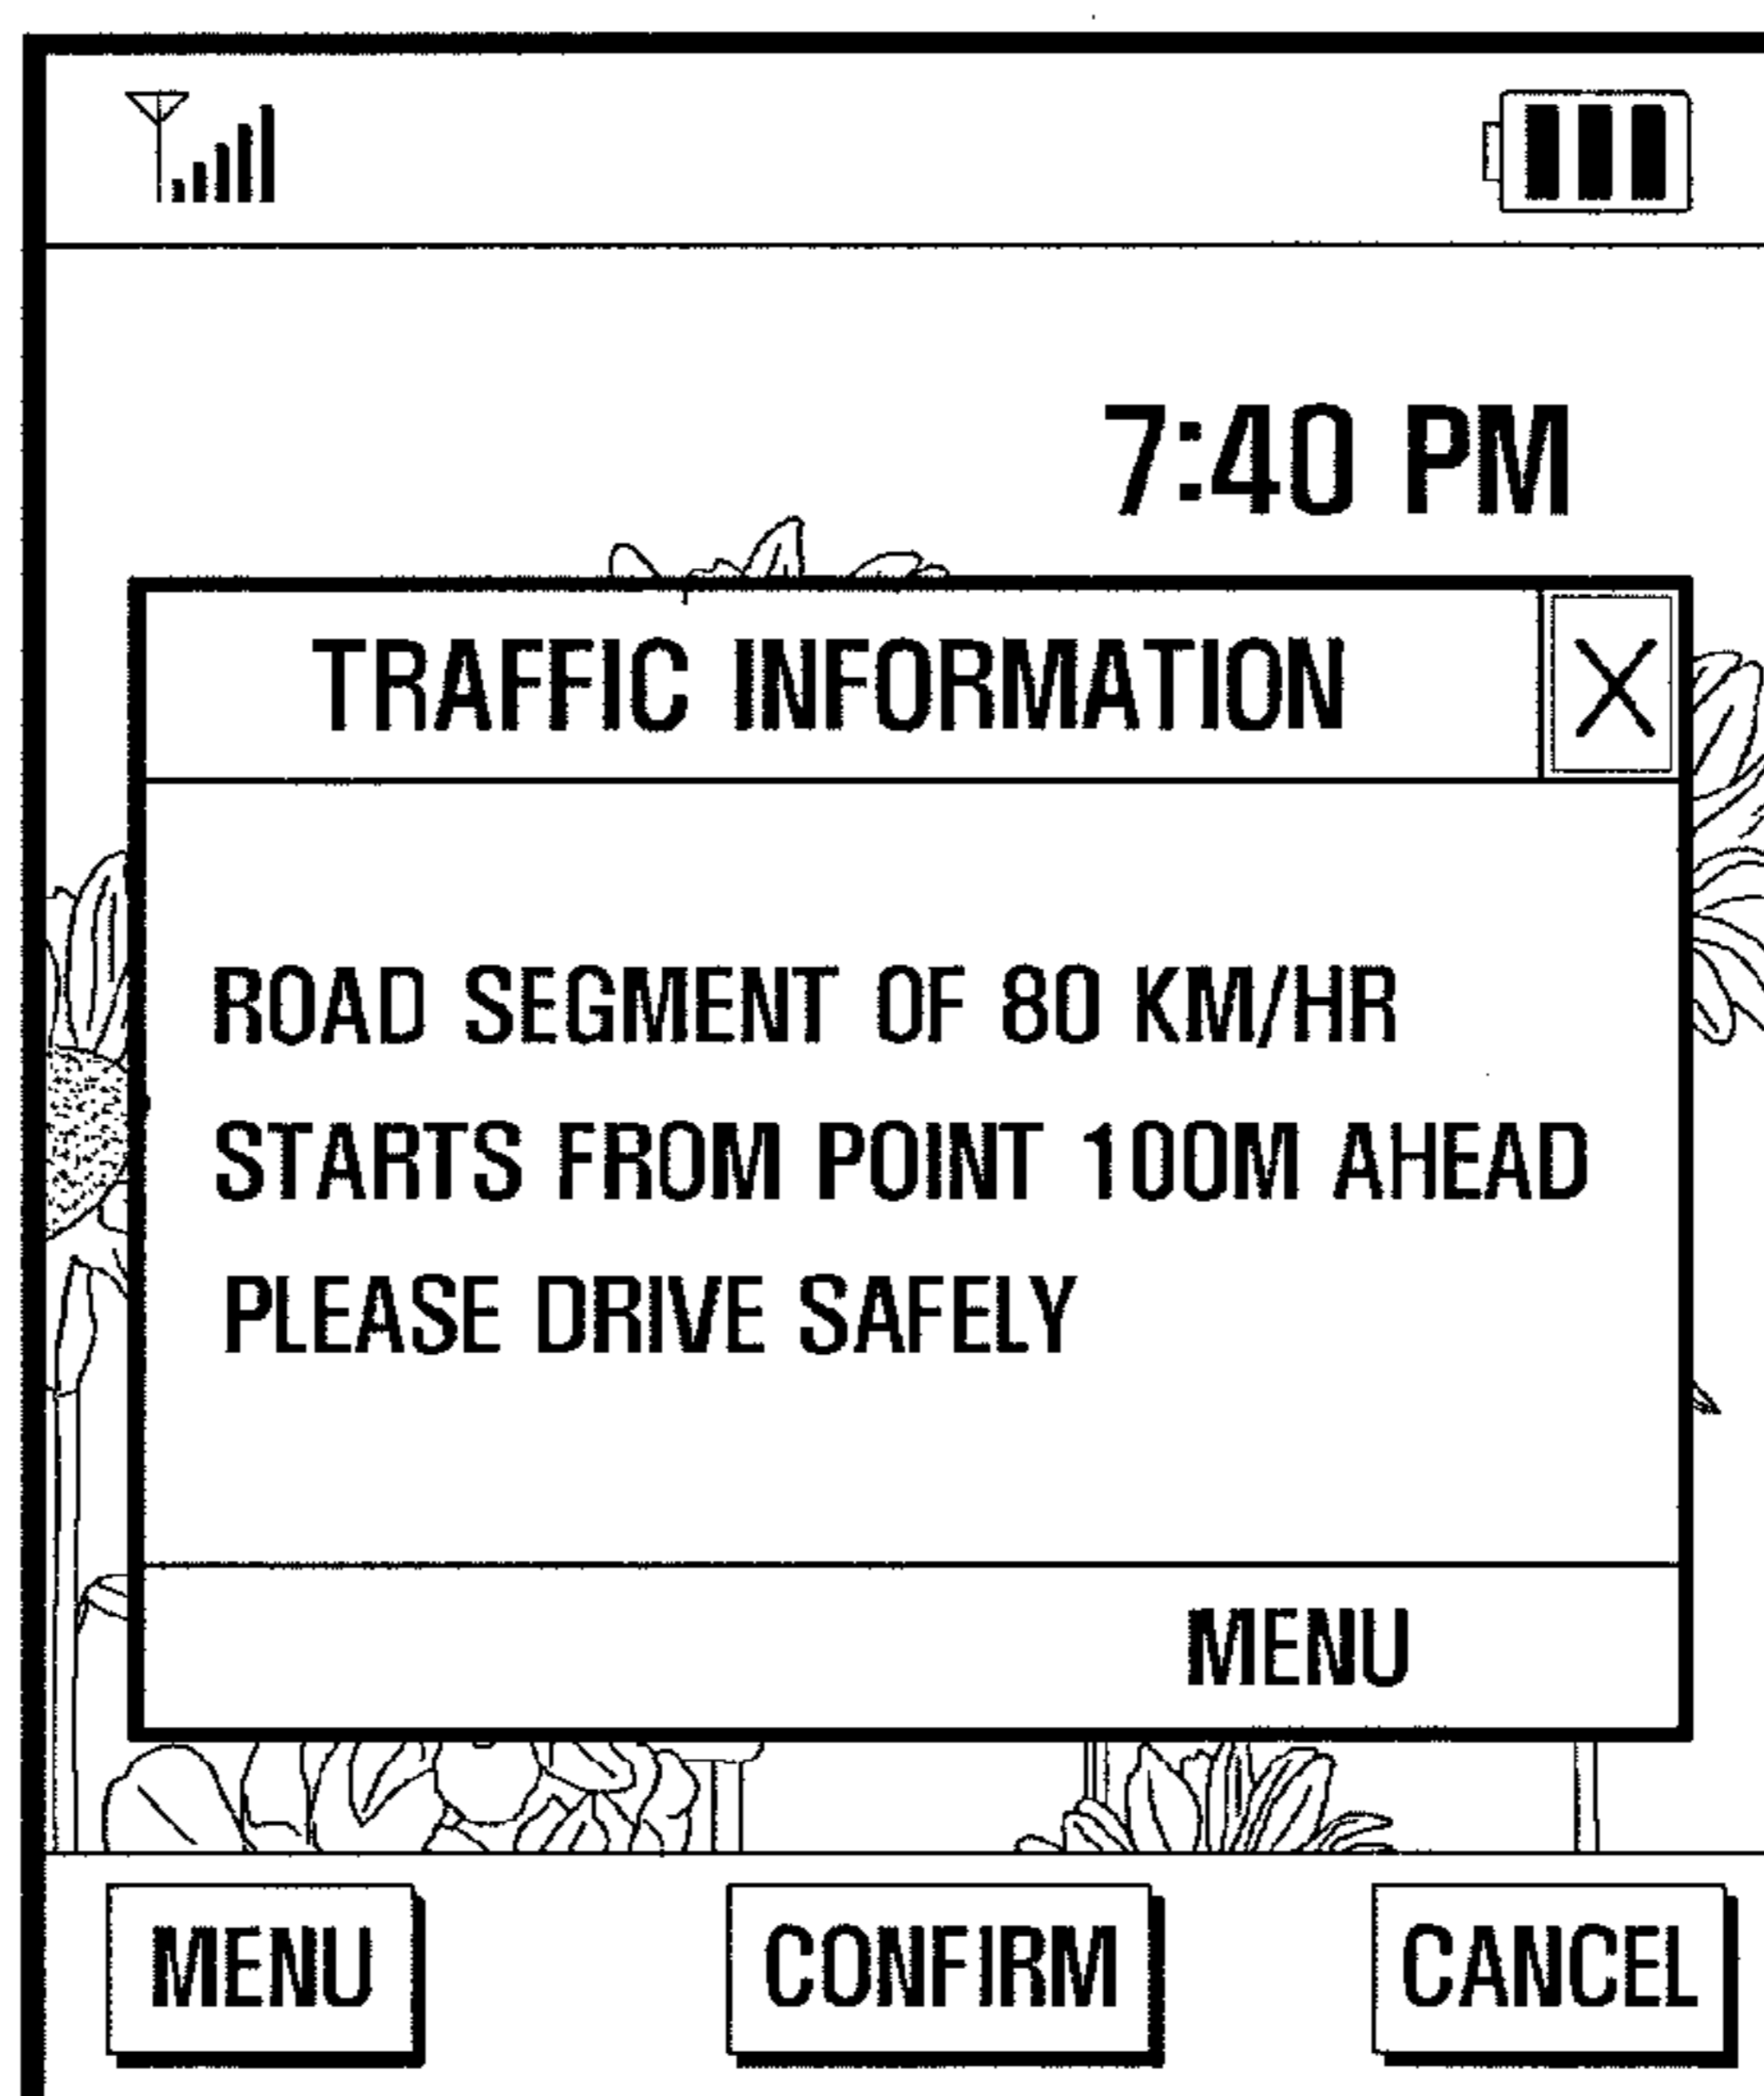 7:40 PM
TRAFFIC INFORMATION X
ROAD SEGMENT OF 80 KM/HR
STARTS FROM POINT 100M AHEAD
PLEASE DRIVE SAFELY
MENU
MENU CONFIRM CANCEL